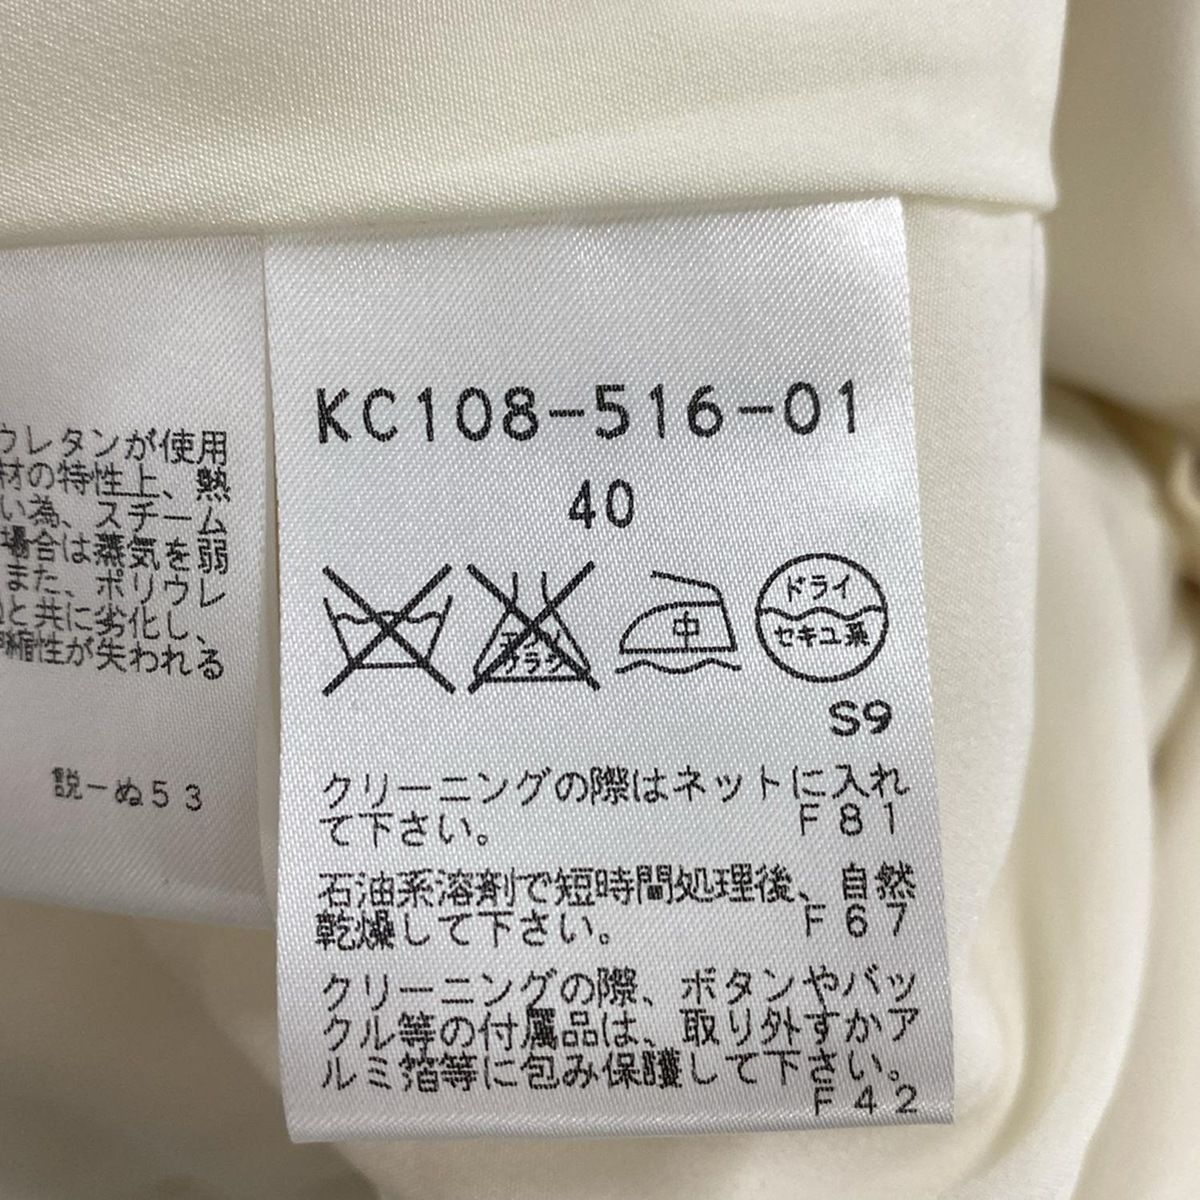 ウレタンが使用
材の特性上、熱
い為、スチーム
場合は蒸気を弱
また、ポリウレ
と共に劣化し、
縮性が失われる
説ーぬ53
KC108-516-01
40
エンソ
サラシ
中
ドライ
セキユ系
S9
クリーニングの際はネットに入れ
て下さい。 F81
石油系溶剤で短時間処理後、自然
乾燥して下さい。 F67
クリーニングの際、ボタンやバッ
クル等の付属品は、取り外すかア
ルミ箔等に包み保護して下さい。
F42